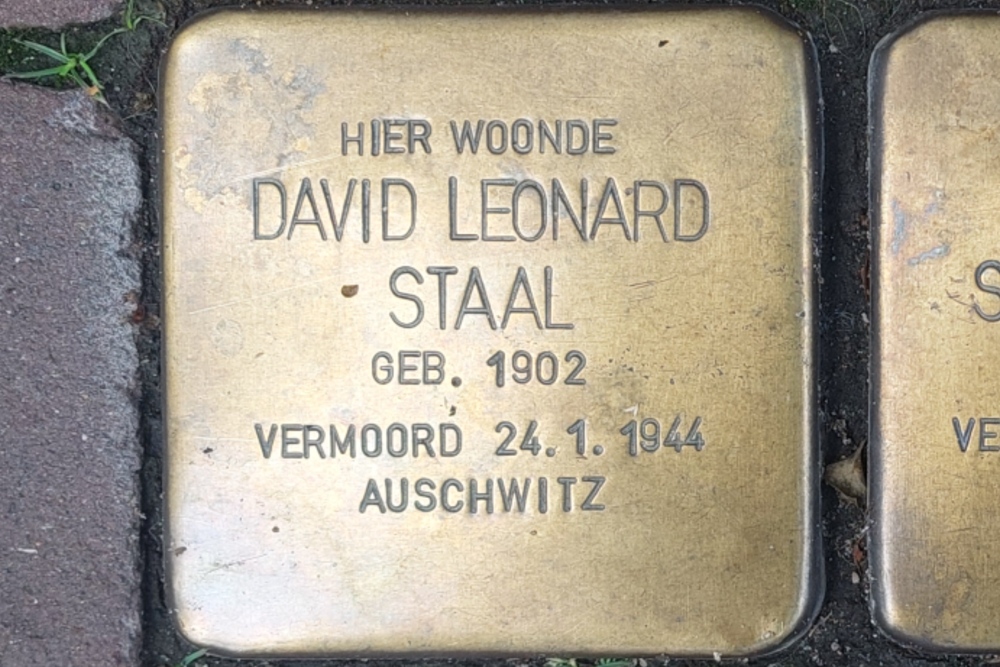 HIER WOONDE
DAVID LEONARD
STAAL
GEB. 1902
VERMOORD 24.1.1944
AUSCHWITZ